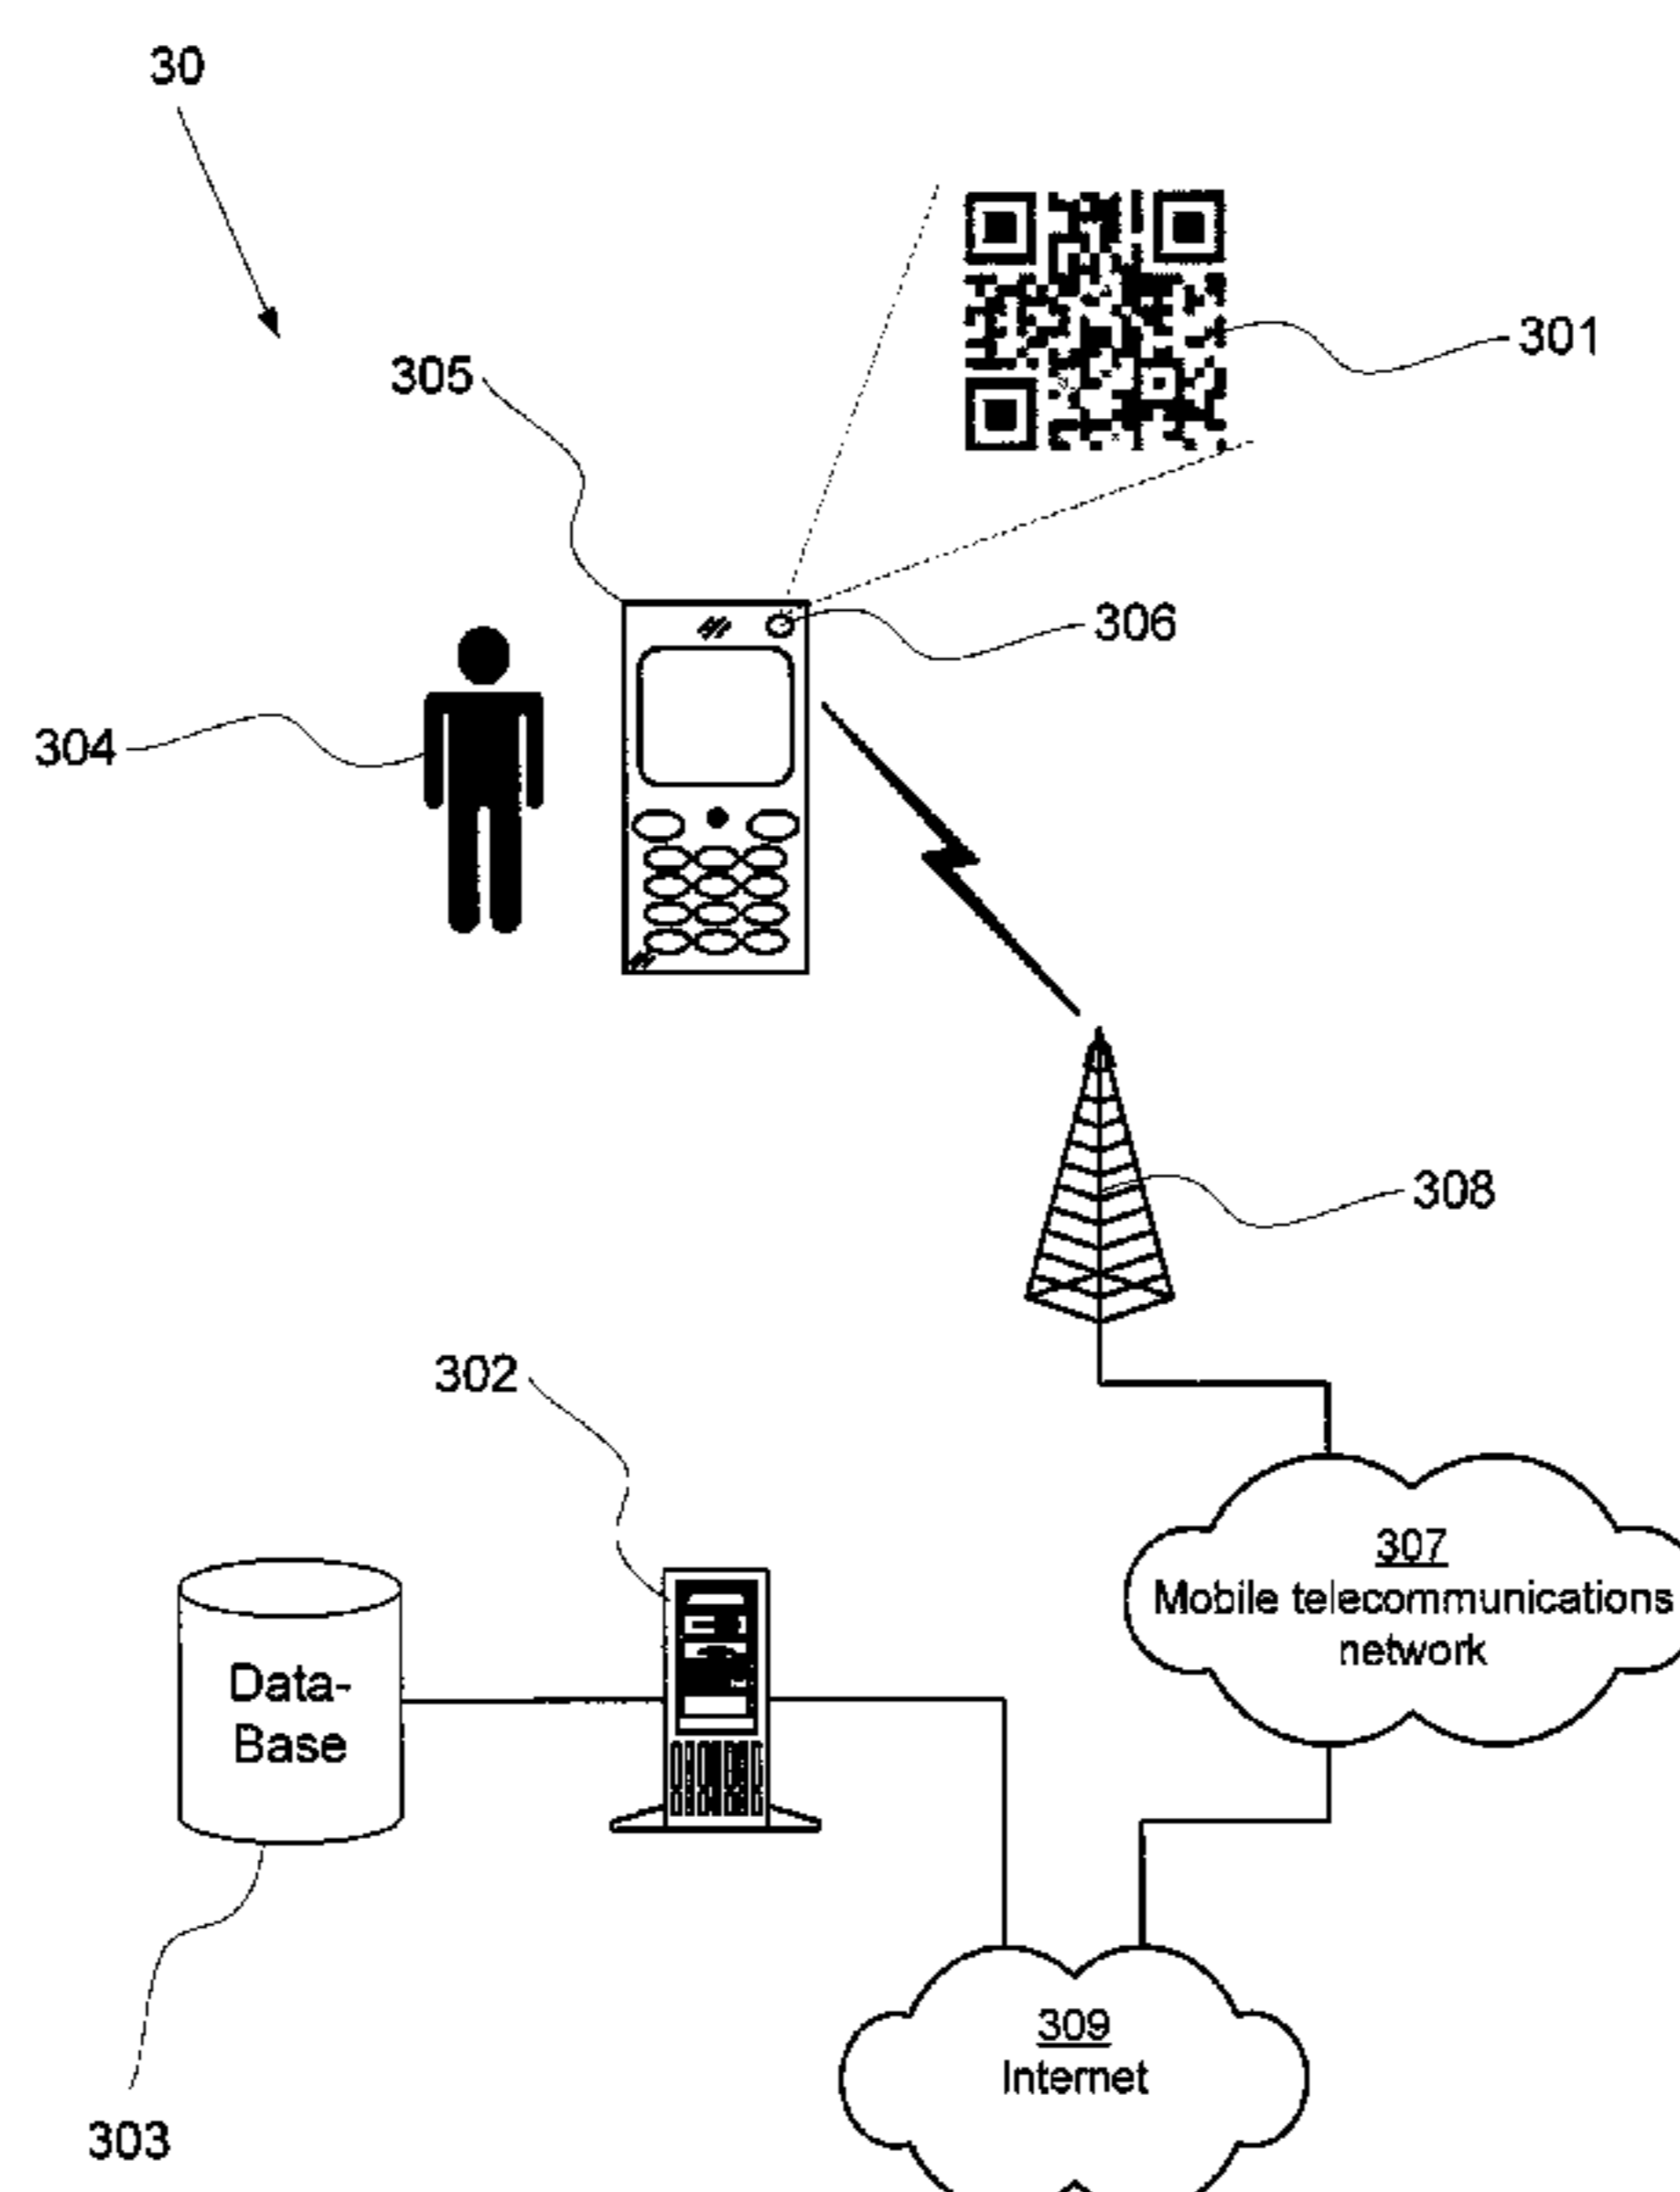 30
301
305
306
304
308
302
307
Mobile telecommunications
network
Data-
Base
309
Internet
303